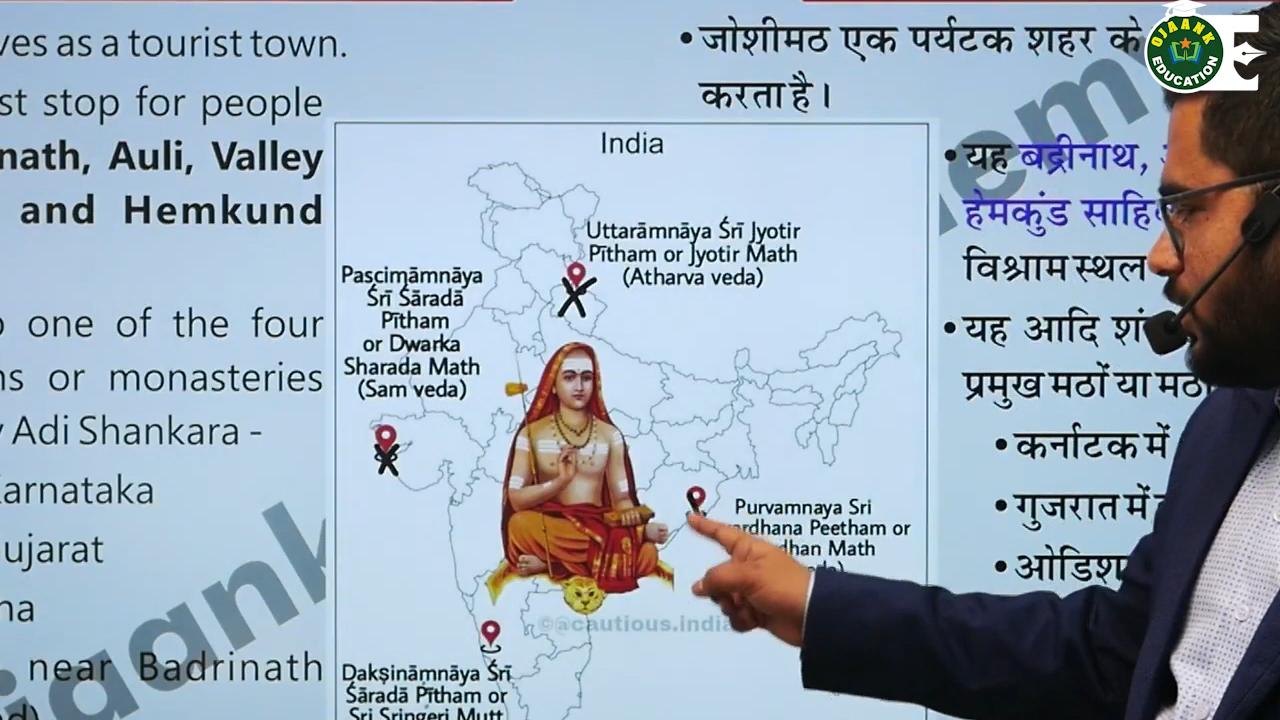 ves as a tourist town.
st stop for people
nath, Auli, Valley
and Hemkund
one of the four
ns or monasteries
y Adi Shankara -
Karnataka
ujarat
na
near Badrinath
India
Uttarāmnāya Śrī Jyotir
Pītham or Jyotir Math
(Atharva veda)
Paṣcimāmnāya
Śrī Śāradā
Pītham
or Dwarka
Sharada Math
(Sam veda)
Purvamnaya Sri
ardhana Peetham or
dhan Math
©@cautious.india
Dakṣināmnāya Śrī
Śāradā Pītham or
Sri Sringeri Mutt
• जोशीमठ एक पर्यटक शहर के
करता है।
• यह बद्रीनाथ,
हेमकुंड साहि
विश्राम स्थल
• यह आदि शं
प्रमुख मठों या मठ
• कर्नाटक में
• गुजरात में
• ओडिश
OJAANK
EDUCATION
E